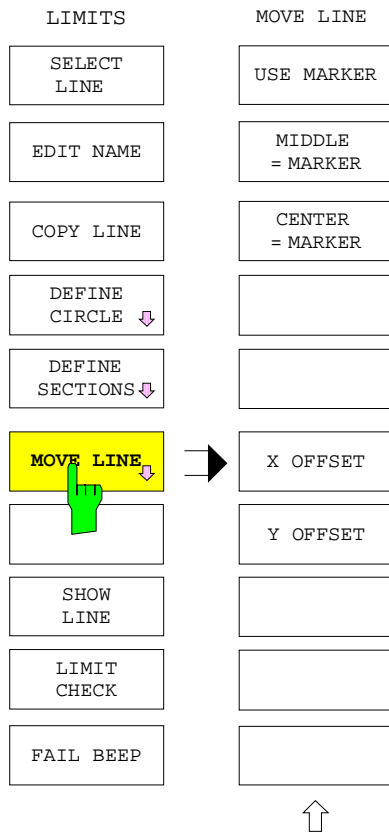 LIMITS
SELECT
LINE
EDIT NAME
COPY LINE
DEFINE
CIRCLE
DEFINE
SECTIONS
MOVE LINE
SHOW
LINE
LIMIT
CHECK
FAIL BEEP
MOVE LINE
USE MARKER
MIDDLE
= MARKER
CENTER
= MARKER
X OFFSET
Y OFFSET